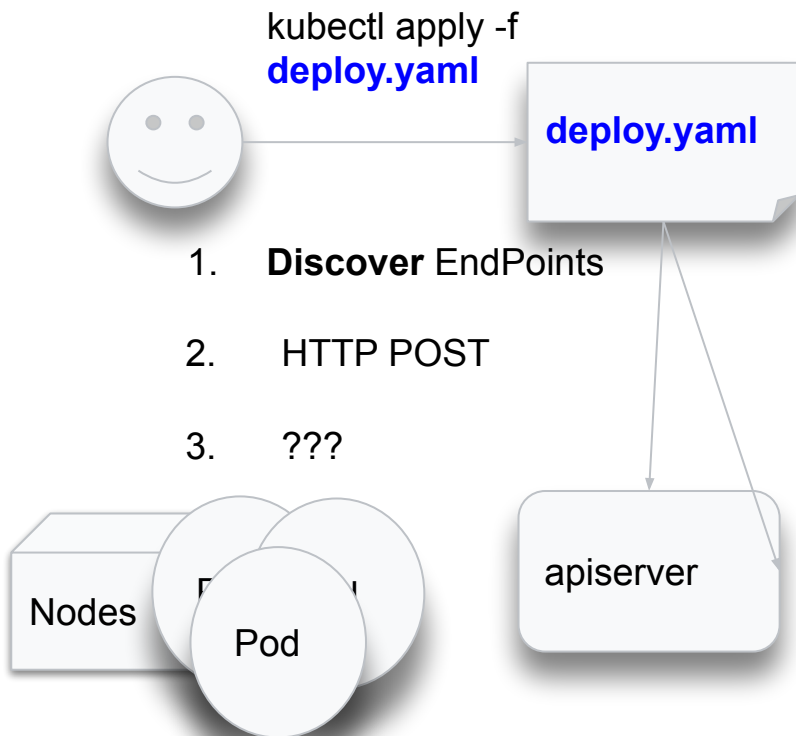 kubectl apply -f
deploy.yaml
deploy.yaml
1. Discover EndPoints
2. HTTP POST
3. ???
apiserver
Nodes
Pod